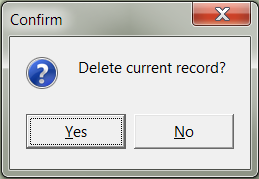 Confirm
Delete current record?
Yes
No